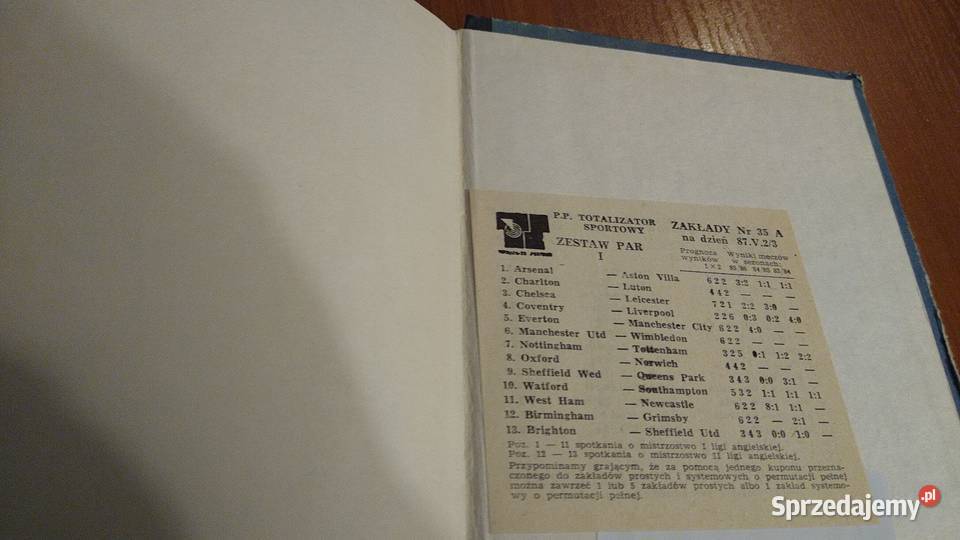 P.P. TOTALIZATOR SPORTOWY
ZAKŁADY Nr 35 A
na dzień 87.V.2/3
ZESTAW PAR
I
Prognoza wyników 1 x 2
Wyniki meczów w sezonach: 85/86 84/85 83/84
1. Arsenal — Aston Villa 6 2 2 3:2 1:1 1:1
2. Charlton — Luton 4 4 2 — — —
3. Chelsea — Leicester 7 2 1 2:2 3:0 —
4. Coventry — Liverpool 2 2 6 0:3 0:2 4:0
5. Everton — Manchester City 6 2 2 4:0 — —
6. Manchester Utd — Wimbledon 6 2 2 — — —
7. Nottingham — Tottenham 3 2 5 0:1 1:2 2:2
8. Oxford — Norwich 4 4 2 — — —
9. Sheffield Wed — Queens Park 3 4 3 0:0 3:1 —
10. Watford — Southampton 5 3 2 1:1 1:1 1:1
11. West Ham — Newcastle 6 2 2 8:1 1:1 —
12. Birmingham — Grimsby 6 2 2 — 2:1 —
13. Brighton — Sheffield Utd 3 4 3 0:0 1:0 —
Poz. 1 — 11 spotkania o mistrzostwo I ligi angielskiej.
Poz. 12 — 13 spotkania o mistrzostwo II ligi angielskiej.
Przypominamy grającym, że za pomocą jednego kuponu przezna-
czonego do zakładów prostych i systemowych o permutacji pełnej
można zawrzeć 1 lub 5 zakładów prostych albo 1 zakład systemo-
wy o permutacji pełnej.
Sprzedajemy.pl